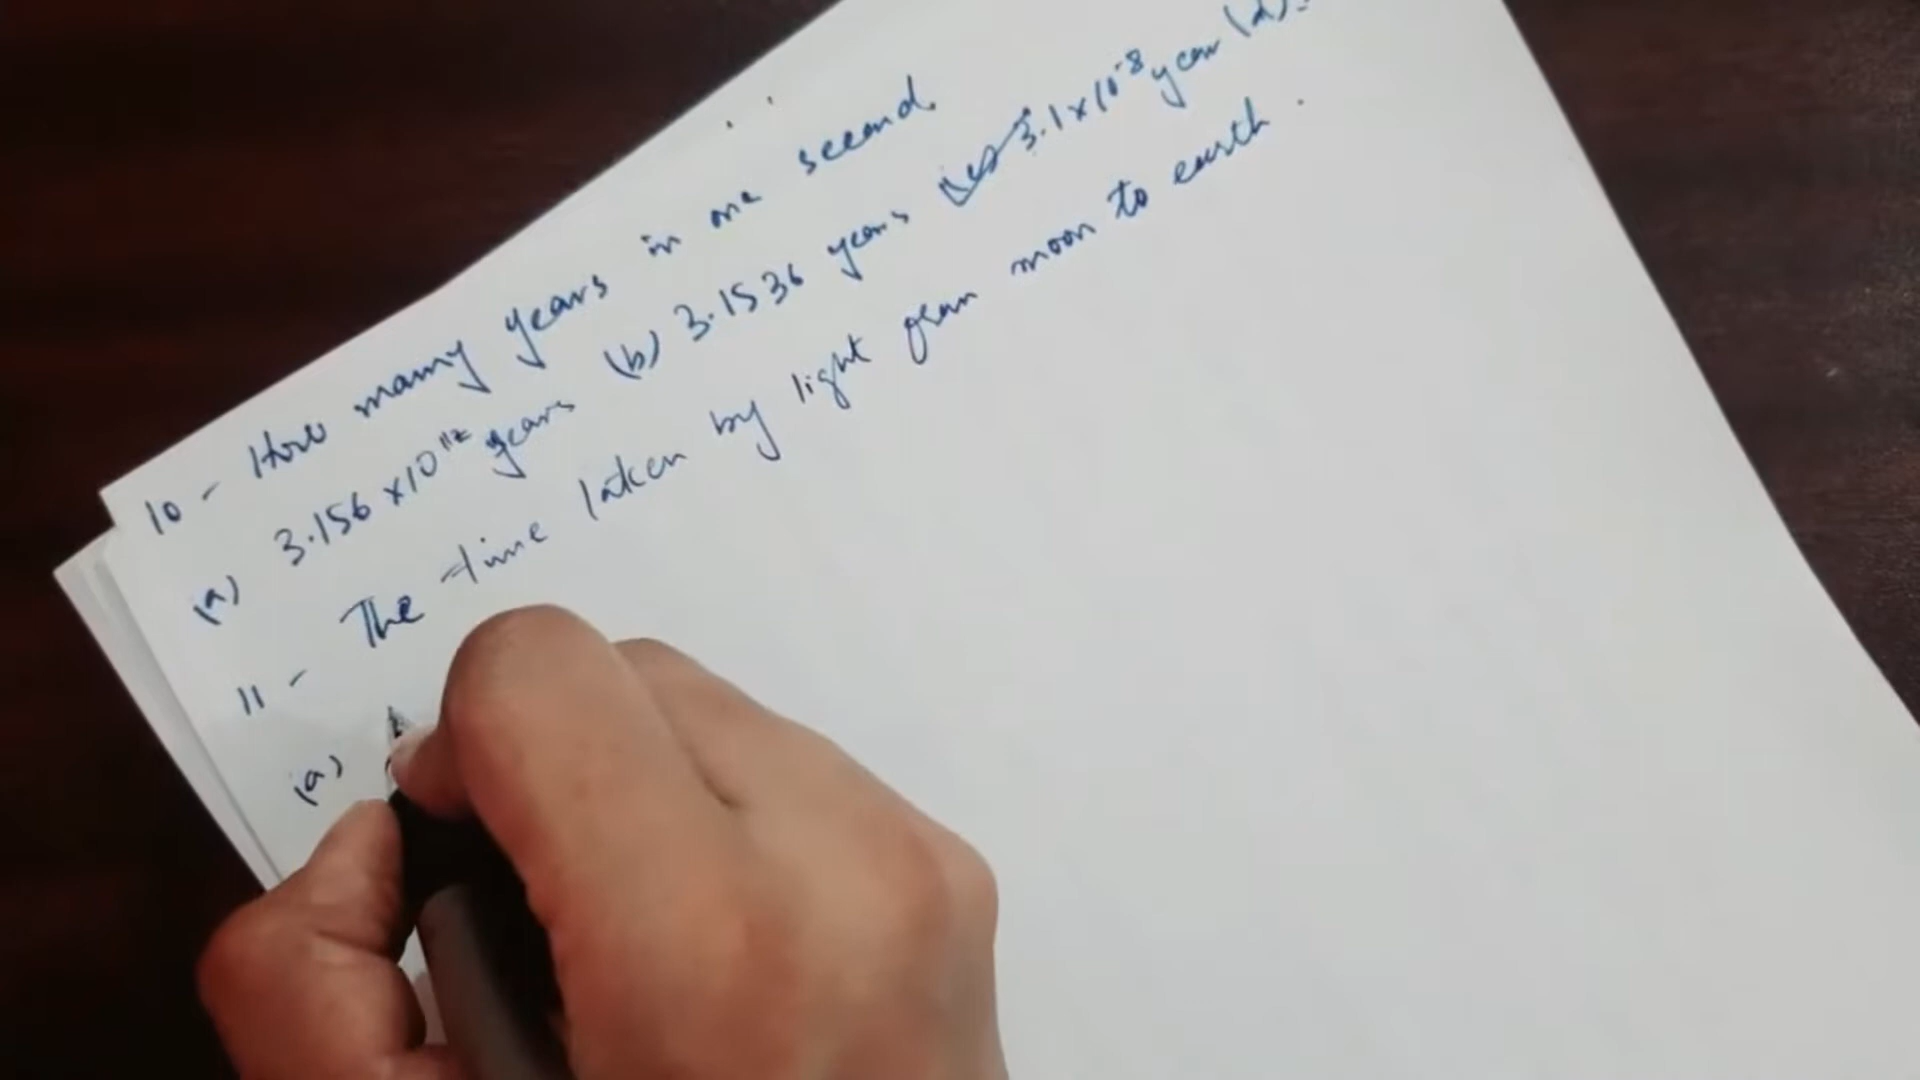 10 - How many years in one second.
(a) 3.156 x10 years (b) 3.1536 years 3.1 x 10⁻⁸ year (d)
11 - The time taken by light from moon to earth.
(a)